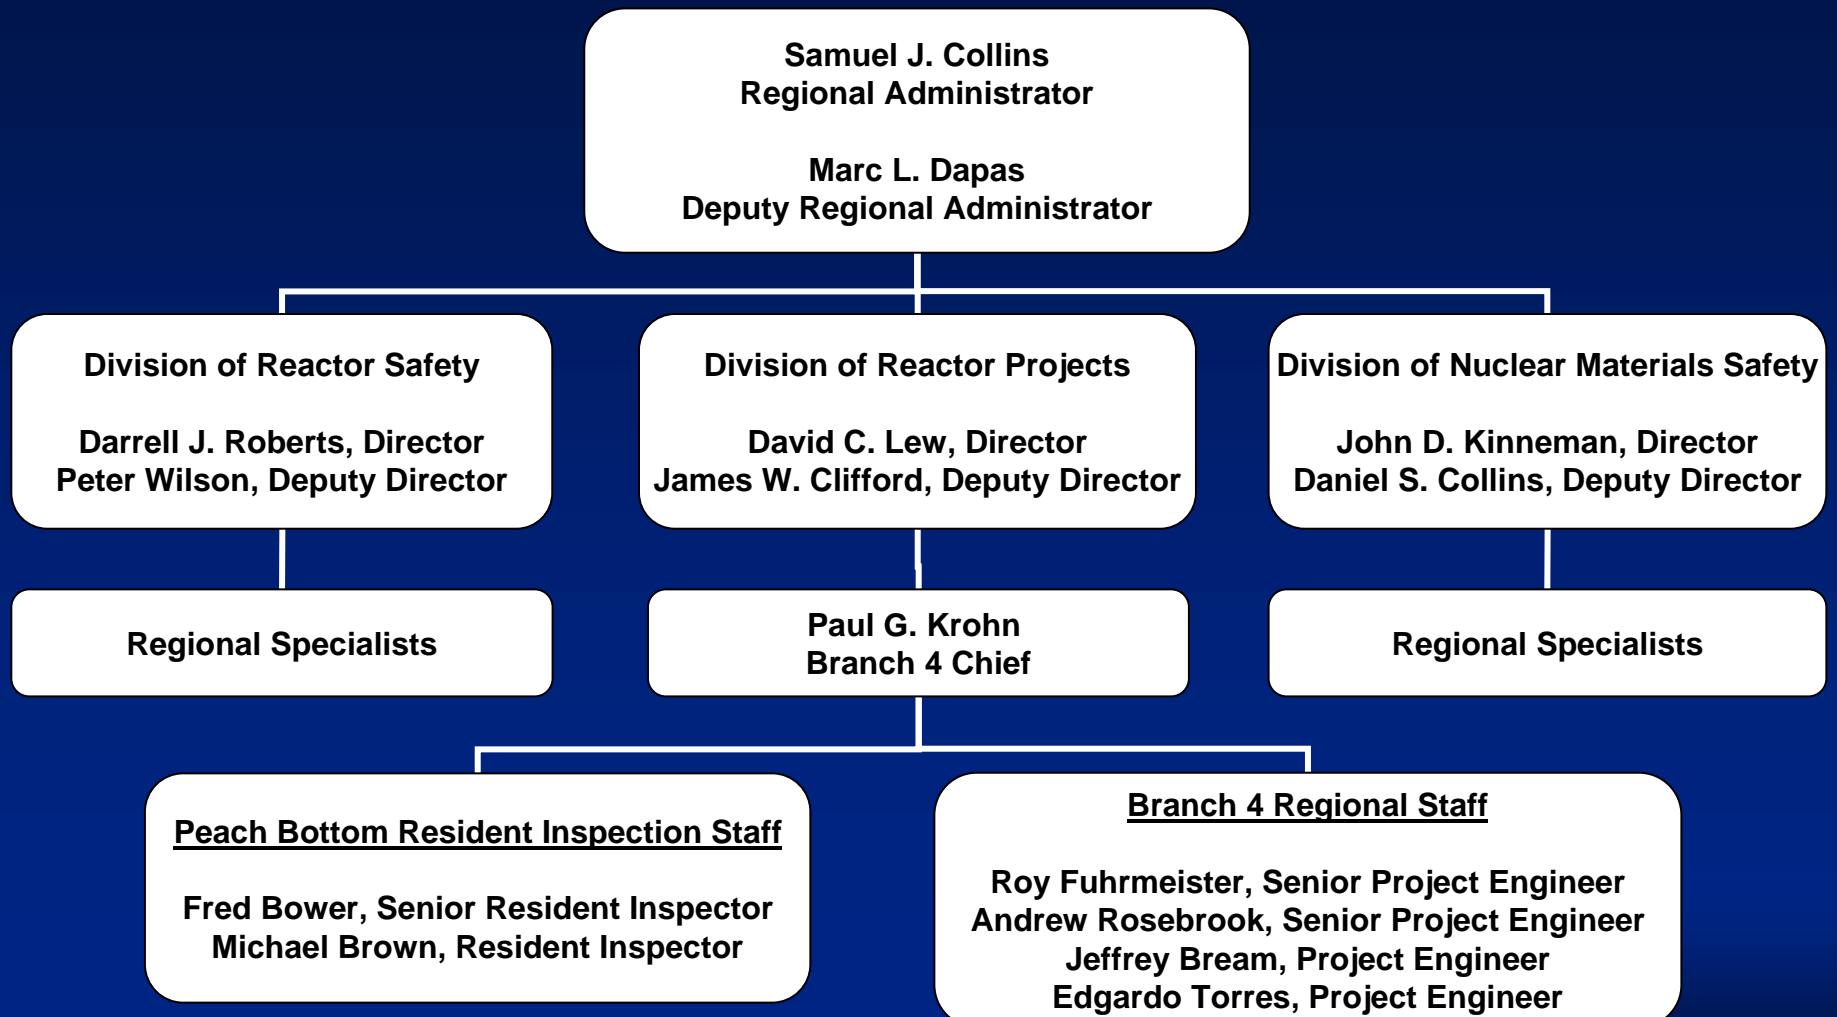 Samuel J. Collins
Regional Administrator
Marc L. Dapas
Deputy Regional Administrator
Division of Reactor Safety
Darrell J. Roberts, Director
Peter Wilson, Deputy Director
Division of Reactor Projects
David C. Lew, Director
James W. Clifford, Deputy Director
Division of Nuclear Materials Safety
John D. Kinneman, Director
Daniel S. Collins, Deputy Director
Regional Specialists
Paul G. Krohn
Branch 4 Chief
Regional Specialists
Peach Bottom Resident Inspection Staff
Fred Bower, Senior Resident Inspector
Michael Brown, Resident Inspector
Branch 4 Regional Staff
Roy Fuhrmeister, Senior Project Engineer
Andrew Rosebrook, Senior Project Engineer
Jeffrey Bream, Project Engineer
Edgardo Torres, Project Engineer